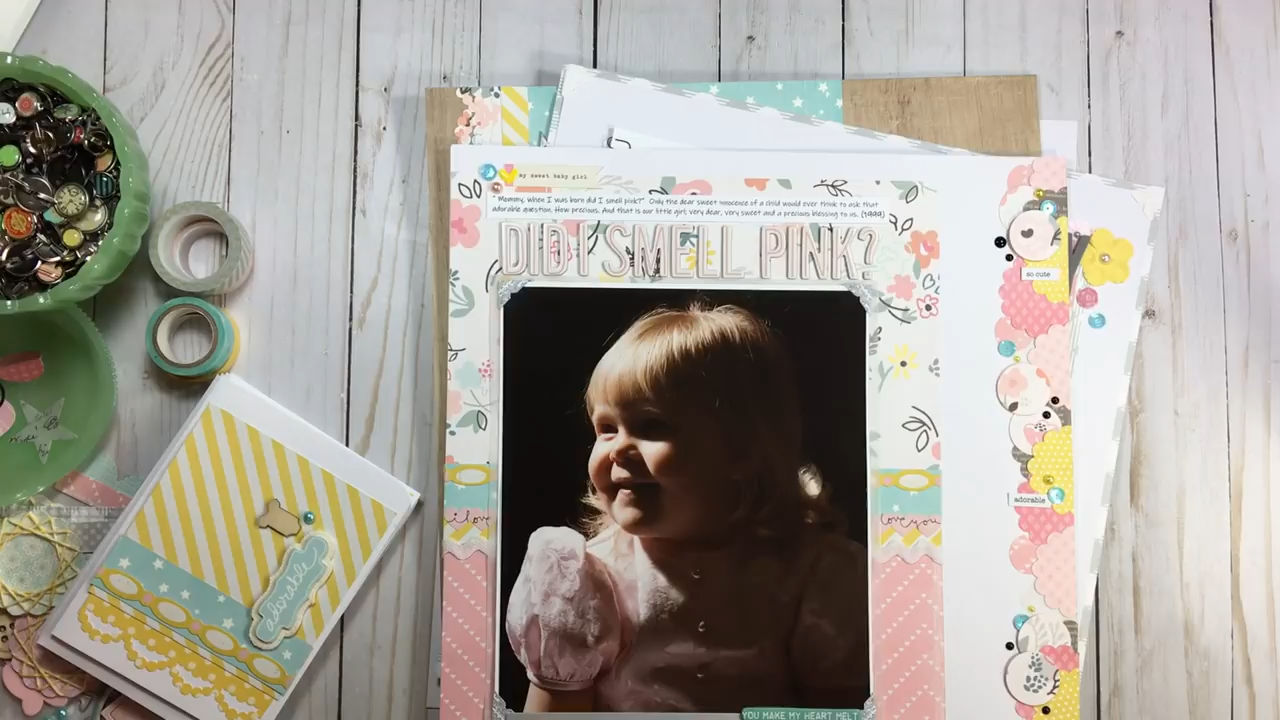 my sweet baby girl
"Mommy, when I was born did I smell pink?" Only the dear sweet innocence of a child would ever think to ask that
adorable question. How precious. And that is our little girl; very dear, very sweet and a precious blessing to us. (1999)
DID I SMELL PINK?
so cute
adorable
i love
love you
adorable
YOU MAKE MY HEART MELT